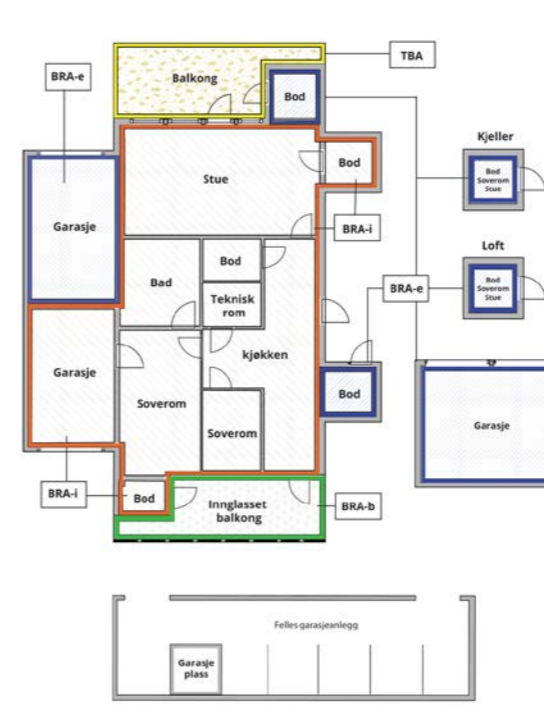 TBA
BRA-e
Balkong
Bod
Kjeller
Bod
Soverom
Stue
Bod
Stue
BRA-i
Garasje
Loft
Bod
Soverom
Stue
Bod
Bad
BRA-e
Teknisk
rom
kjøkken
Garasje
Bod
Soverom
Garasje
Soverom
BRA-i
Bod
Innglasset
balkong
BRA-b
Felles garasjeanlegg
Garasje
plass